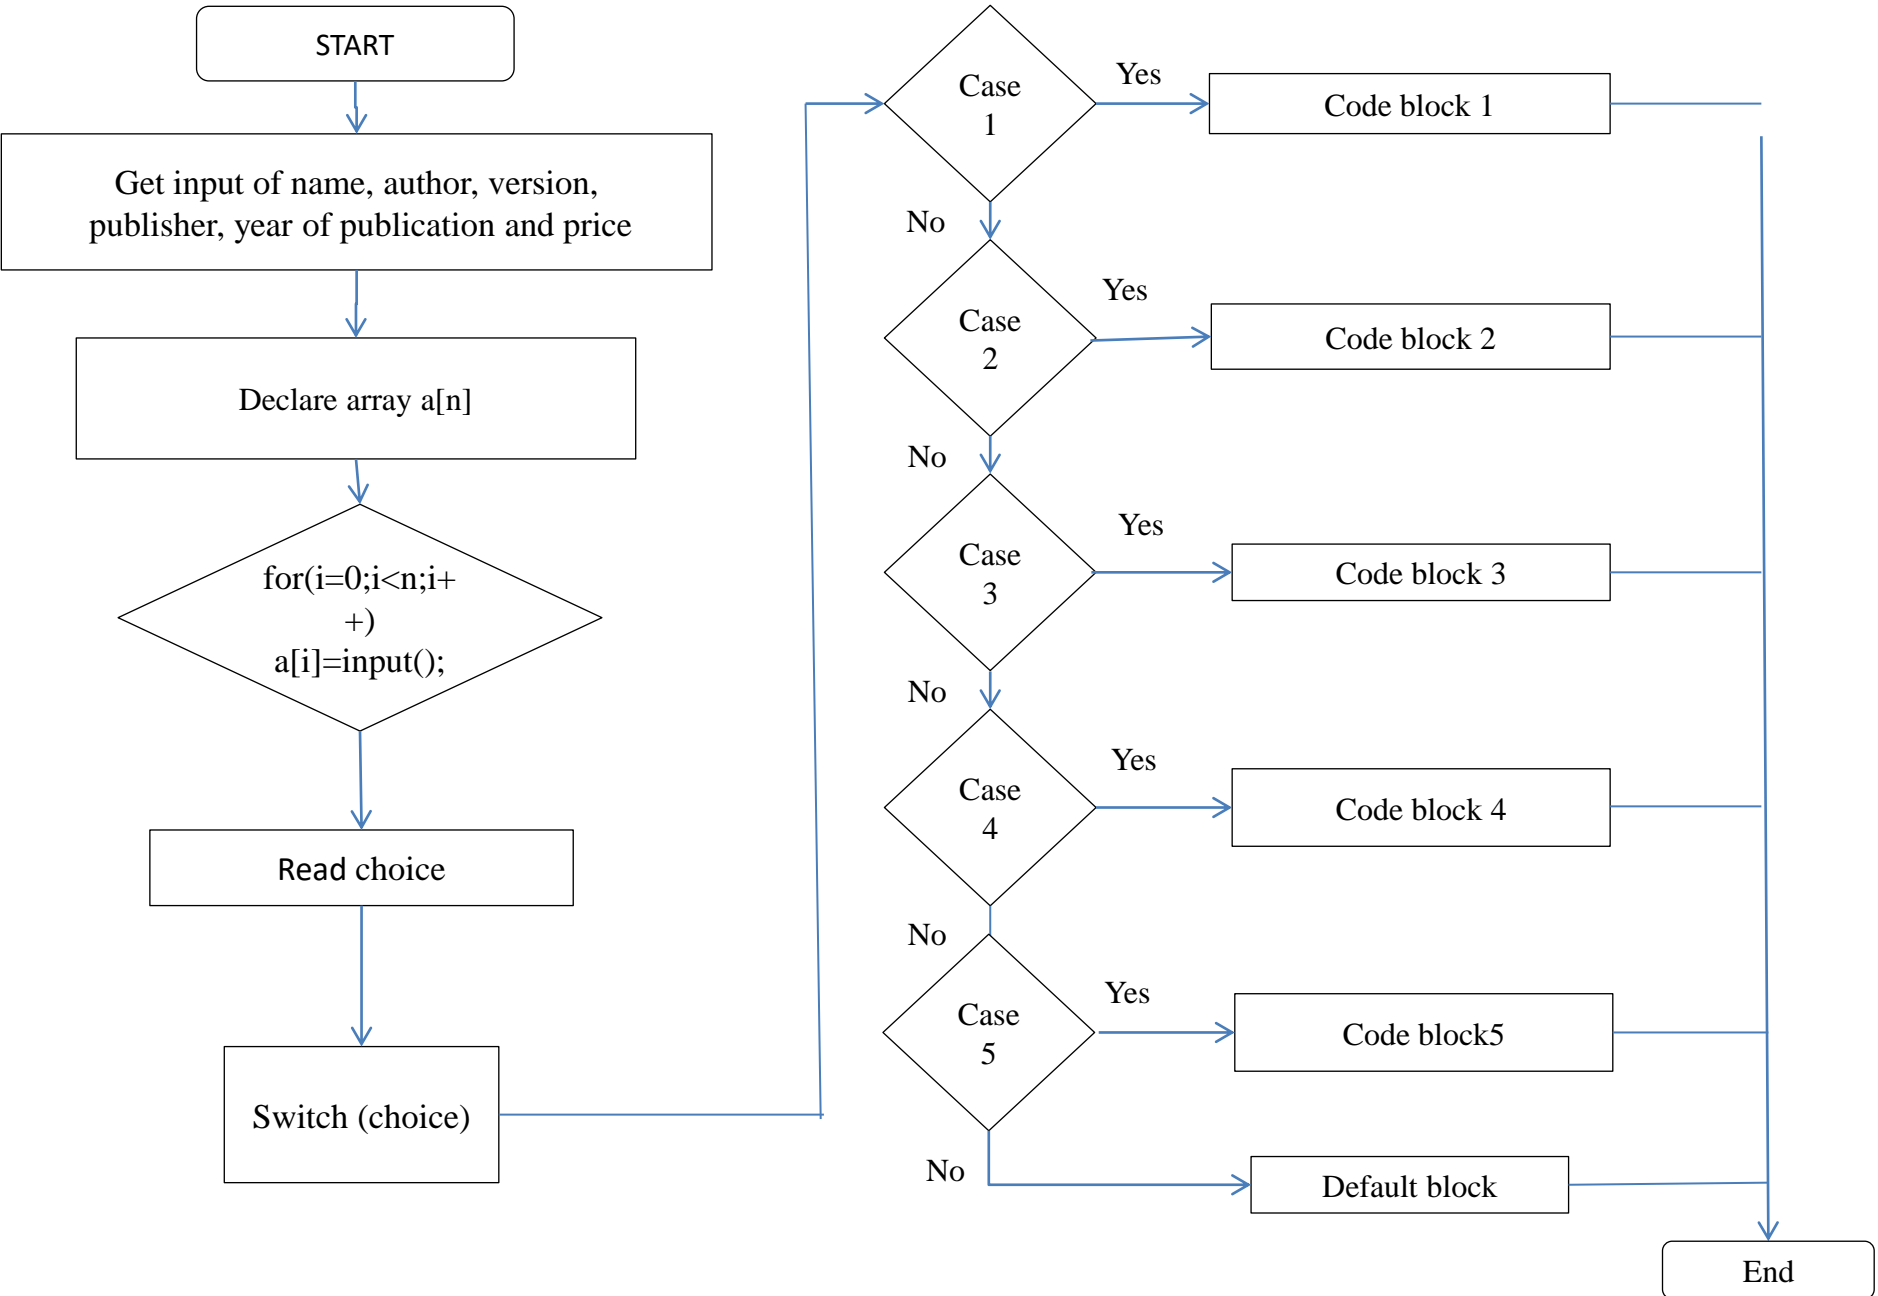 START
Get input of name, author, version,
publisher, year of publication and price
Declare array a[n]
for(i=0;i<n;i+
+)
a[i]=input();
Read choice
Switch (choice)
Case
1
Yes
Code block 1
No
Case
2
Yes
Code block 2
No
Case
3
Yes
Code block 3
No
Case
4
Yes
Code block 4
No
Case
5
Yes
Code block5
No
Default block
End